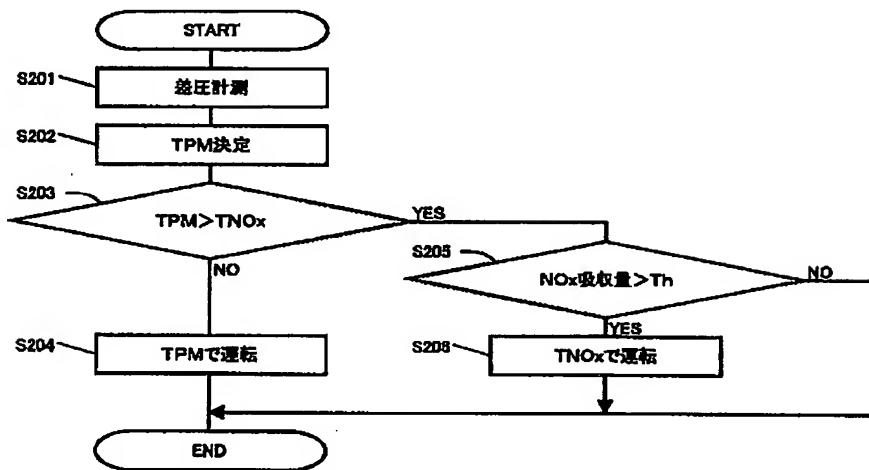 START
S201
差圧計測
S202
TPM決定
S203
TPM>TNOx
YES
NO
S205
NOx吸収量>Th
NO
YES
S204
TPMで運転
S206
TNOxで運転
END